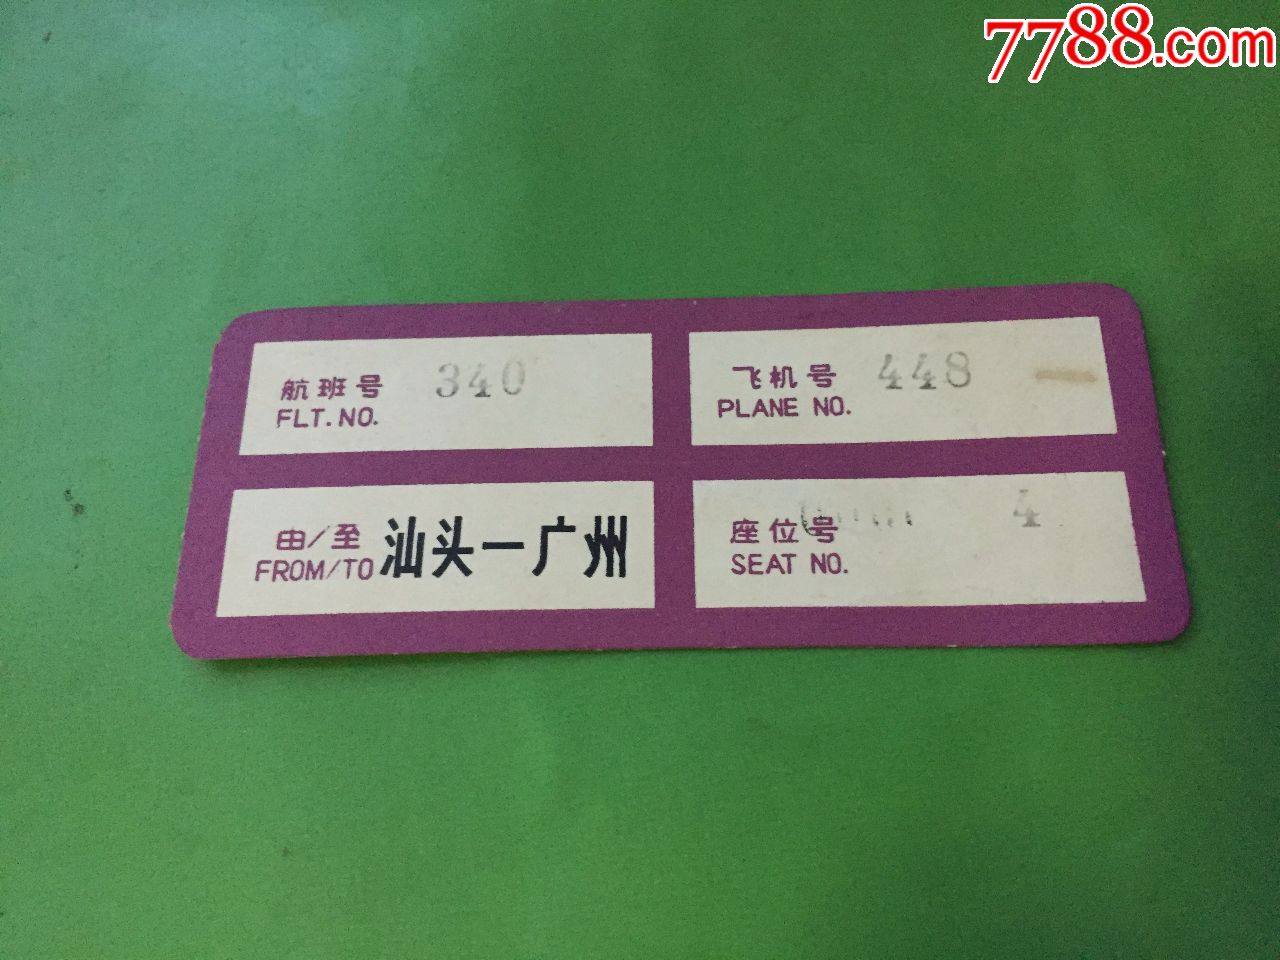 7788.com
航班号 340
FLT.NO.
飞机号 448
PLANE NO.
由/至 汕头—广州
FROM/TO
座位号 4
SEAT NO.